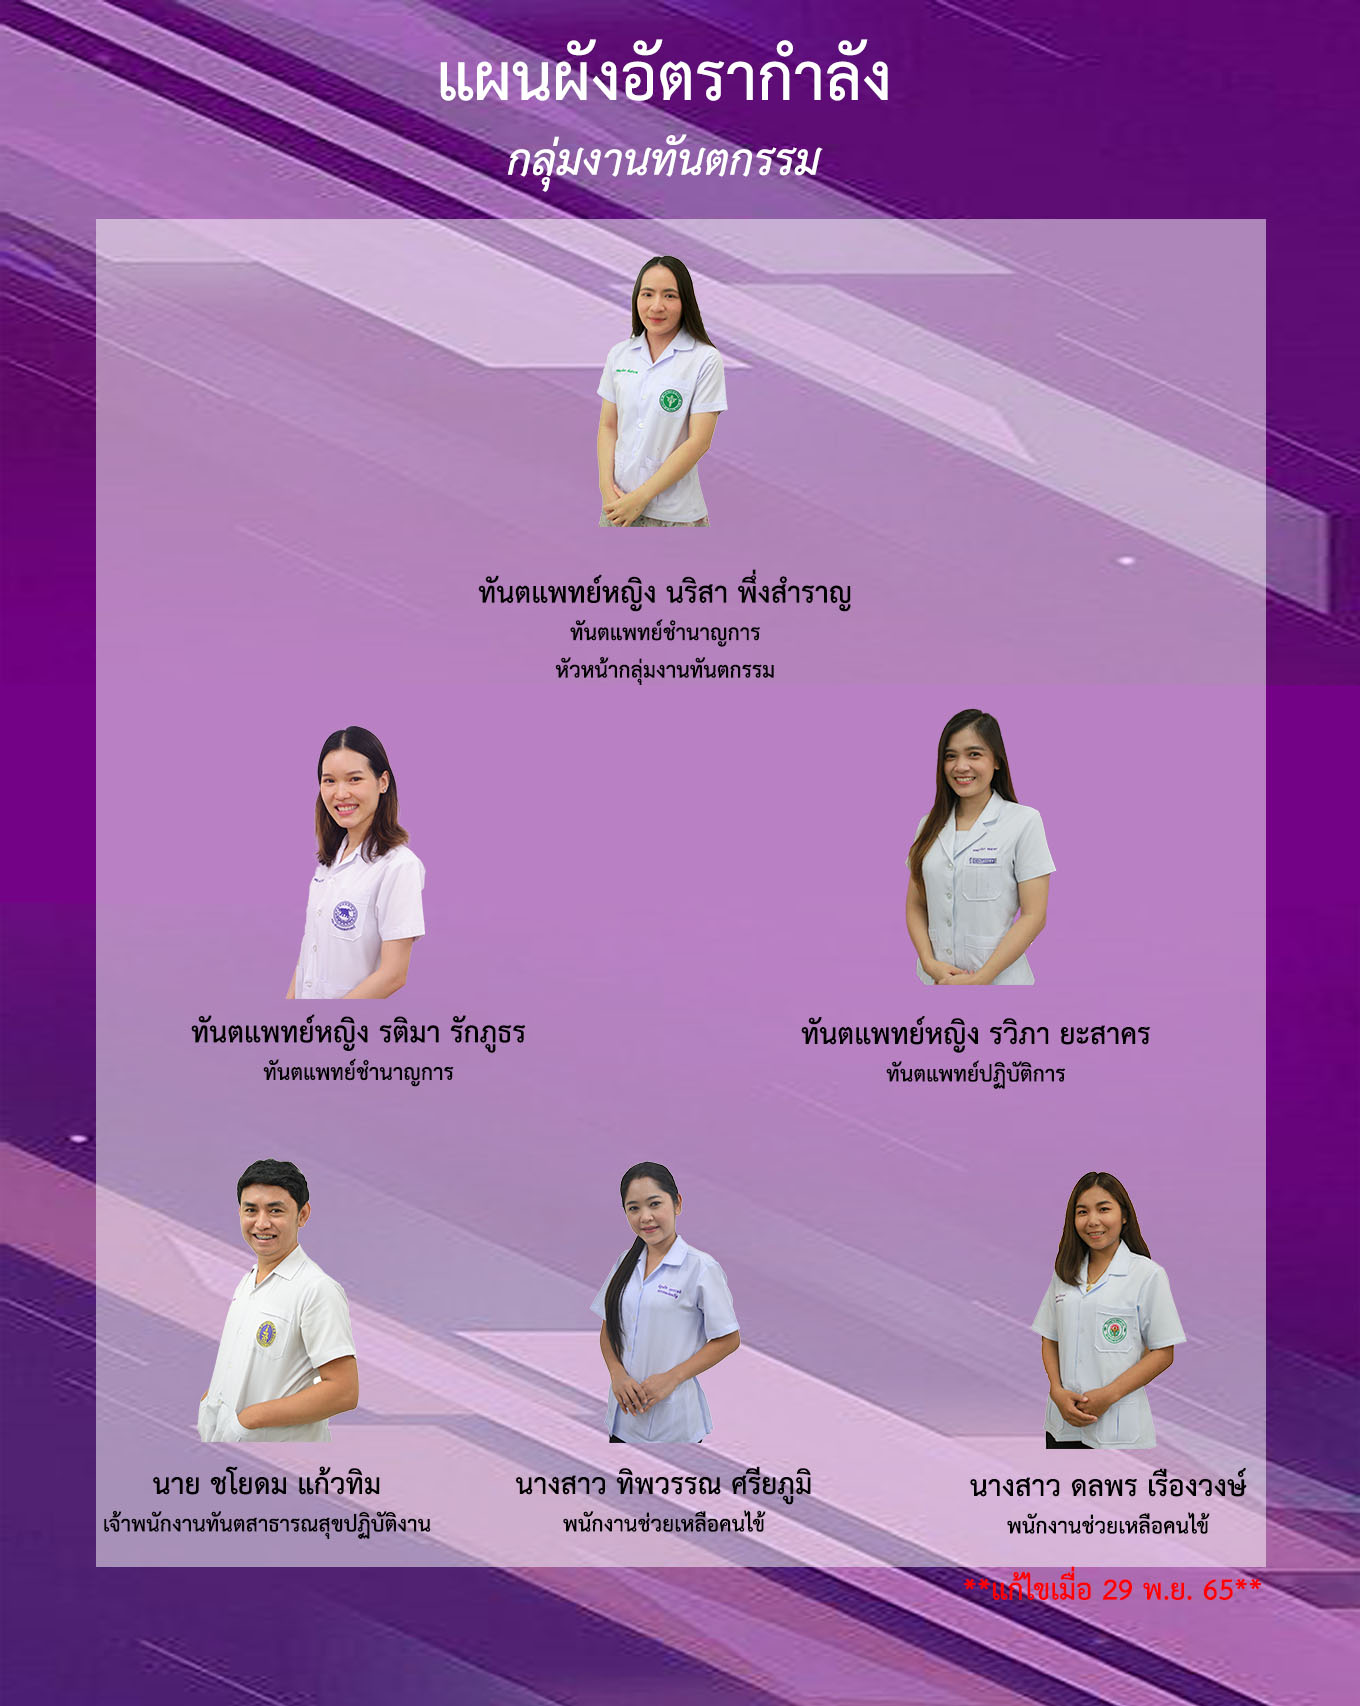 แผนผังอัตรากำลัง
กลุ่มงานทันตกรรม
ทันตแพทย์หญิง นริสา พึ่งสำราญ
ทันตแพทย์ชำนาญการ
หัวหน้ากลุ่มงานทันตกรรม
ทันตแพทย์หญิง รติมา รักภูธร
ทันตแพทย์ชำนาญการ
ทันตแพทย์หญิง รวิภา ยะสาคร
ทันตแพทย์ปฏิบัติการ
นาย ชโยดม แก้วทิม
เจ้าพนักงานทันตสาธารณสุขปฏิบัติงาน
นางสาว ทิพวรรณ ศรียภูมิ
พนักงานช่วยเหลือคนไข้
นางสาว ดลพร เรืองวงษ์
พนักงานช่วยเหลือคนไข้
**แก้ไขเมื่อ 29 พ.ย. 65**